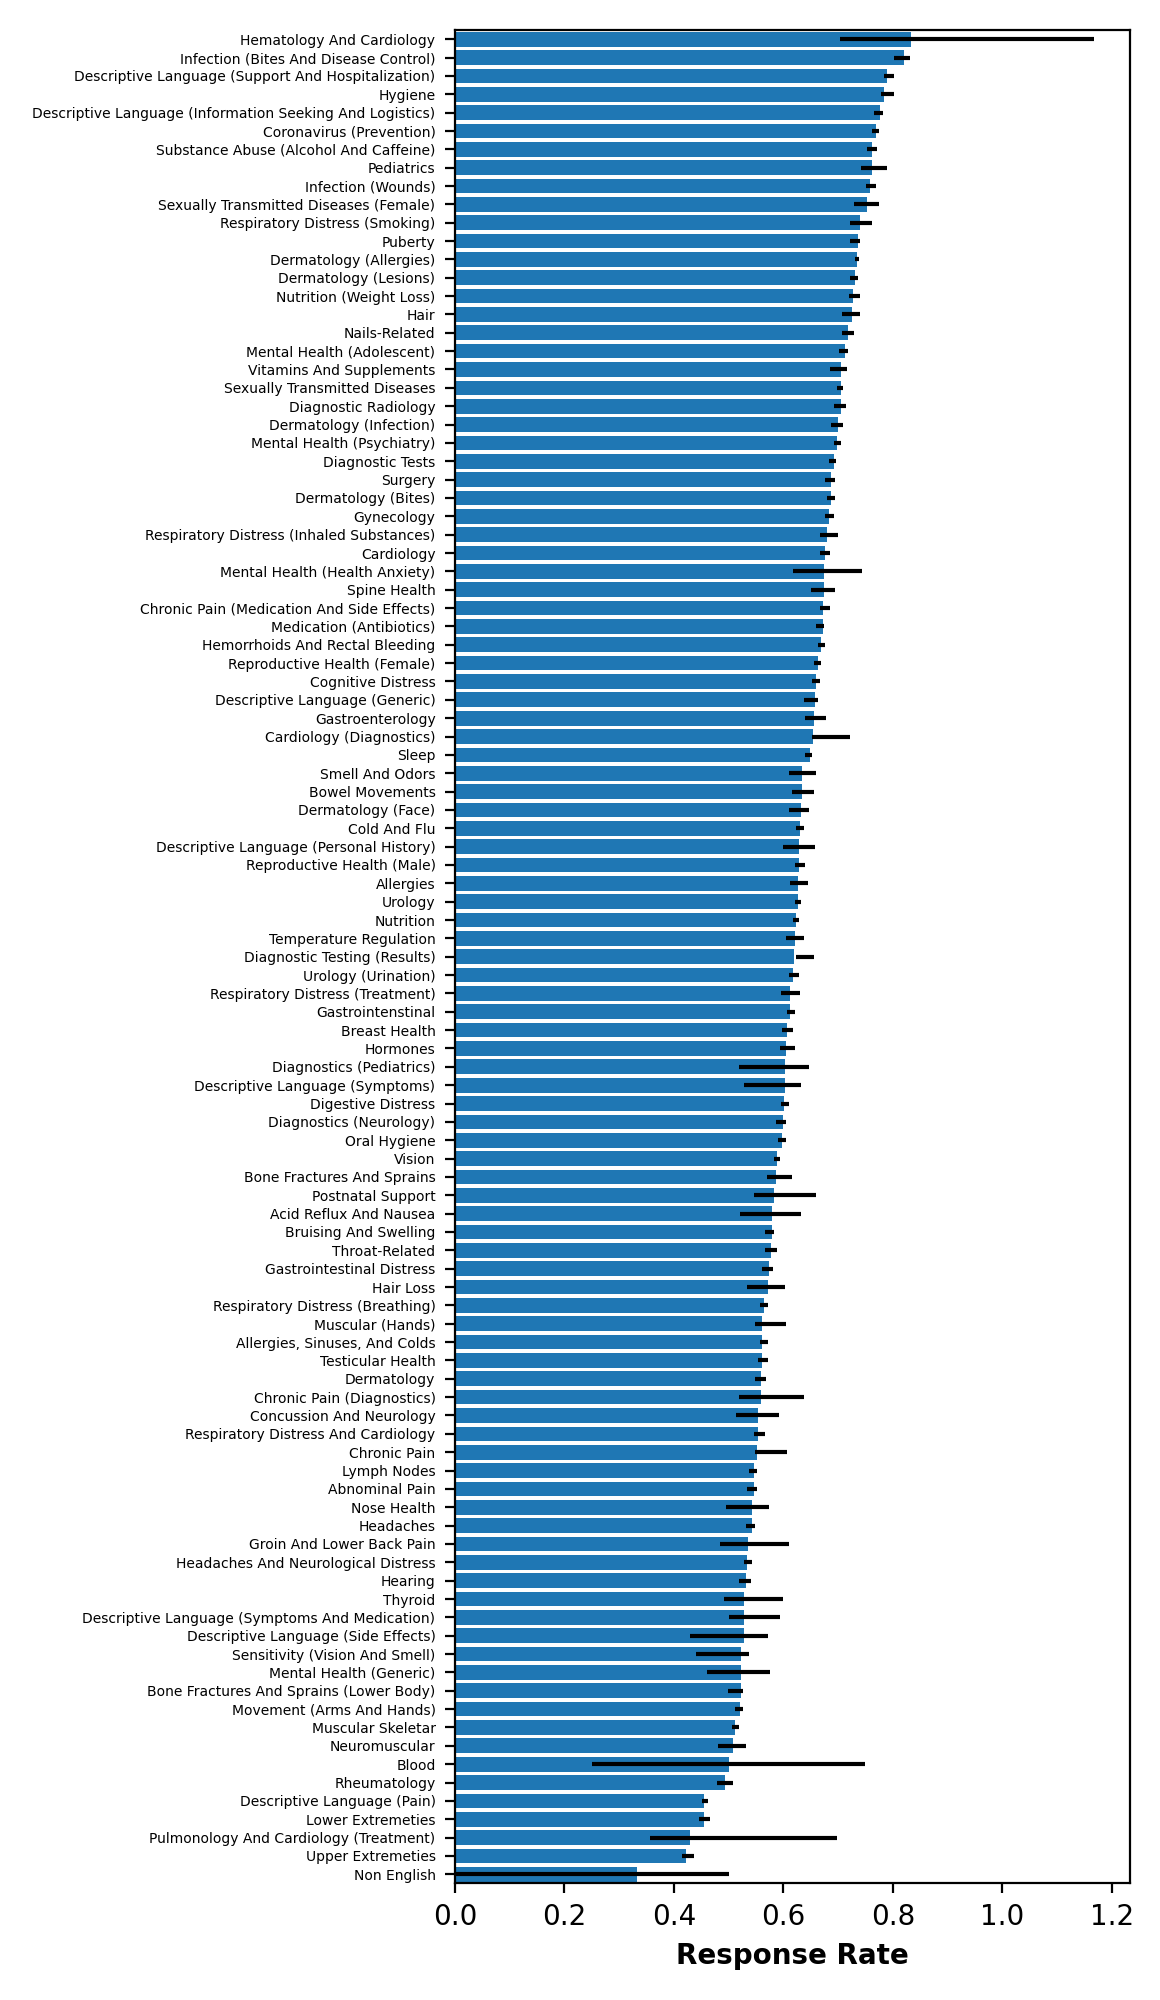 Hematology And Cardiology
Infection (Bites And Disease Control)
Descriptive Language (Support And Hospitalization)
Hygiene
Descriptive Language (Information Seeking And Logistics)
Coronavirus (Prevention)
Substance Abuse (Alcohol And Caffeine)
Pediatrics
Infection (Wounds)
Sexually Transmitted Diseases (Female)
Respiratory Distress (Smoking)
Puberty
Dermatology (Allergies)
Dermatology (Lesions)
Nutrition (Weight Loss)
Hair
Nails-Related
Mental Health (Adolescent)
Vitamins And Supplements
Sexually Transmitted Diseases
Diagnostic Radiology
Dermatology (Infection)
Mental Health (Psychiatry)
Diagnostic Tests
Surgery
Dermatology (Bites)
Gynecology
Respiratory Distress (Inhaled Substances)
Cardiology
Mental Health (Health Anxiety)
Spine Health
Chronic Pain (Medication And Side Effects)
Medication (Antibiotics)
Hemorrhoids And Rectal Bleeding
Reproductive Health (Female)
Cognitive Distress
Descriptive Language (Generic)
Gastroenterology
Cardiology (Diagnostics)
Sleep
Smell And Odors
Bowel Movements
Dermatology (Face)
Cold And Flu
Descriptive Language (Personal History)
Reproductive Health (Male)
Allergies
Urology
Nutrition
Temperature Regulation
Diagnostic Testing (Results)
Urology (Urination)
Respiratory Distress (Treatment)
Gastrointenstinal
Breast Health
Hormones
Diagnostics (Pediatrics)
Descriptive Language (Symptoms)
Digestive Distress
Diagnostics (Neurology)
Oral Hygiene
Vision
Bone Fractures And Sprains
Postnatal Support
Acid Reflux And Nausea
Bruising And Swelling
Throat-Related
Gastrointestinal Distress
Hair Loss
Respiratory Distress (Breathing)
Muscular (Hands)
Allergies, Sinuses, And Colds
Testicular Health
Dermatology
Chronic Pain (Diagnostics)
Concussion And Neurology
Respiratory Distress And Cardiology
Chronic Pain
Lymph Nodes
Abnominal Pain
Nose Health
Headaches
Groin And Lower Back Pain
Headaches And Neurological Distress
Hearing
Thyroid
Descriptive Language (Symptoms And Medication)
Descriptive Language (Side Effects)
Sensitivity (Vision And Smell)
Mental Health (Generic)
Bone Fractures And Sprains (Lower Body)
Movement (Arms And Hands)
Muscular Skeletar
Neuromuscular
Blood
Rheumatology
Descriptive Language (Pain)
Lower Extremeties
Pulmonology And Cardiology (Treatment)
Upper Extremeties
Non English
0.0 0.2 0.4 0.6 0.8 1.0 1.2
Response Rate